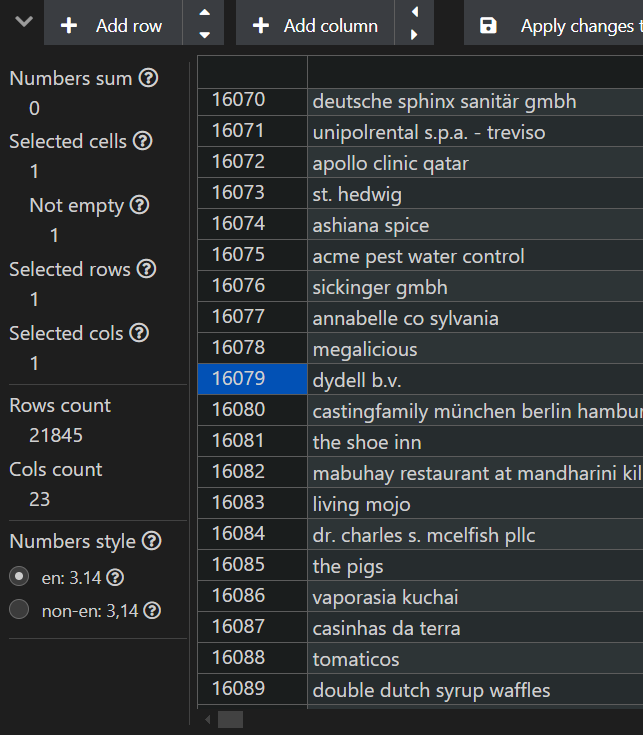 Add row
Add column
Apply changes t
Numbers sum
0
Selected cells
1
Not empty
1
Selected rows
1
Selected cols
1
Rows count
21845
Cols count
23
Numbers style
en: 3.14
non-en: 3,14
16070 deutsche sphinx sanitär gmbh
16071 unipolrental s.p.a. - treviso
16072 apollo clinic qatar
16073 st. hedwig
16074 ashiana spice
16075 acme pest water control
16076 sickinger gmbh
16077 annabelle co sylvania
16078 megalicious
16079 dydell b.v.
16080 castingfamily münchen berlin hambur
16081 the shoe inn
16082 mabuhay restaurant at mandharini kil
16083 living mojo
16084 dr. charles s. mcelfish pllc
16085 the pigs
16086 vaporasia kuchai
16087 casinhas da terra
16088 tomaticos
16089 double dutch syrup waffles